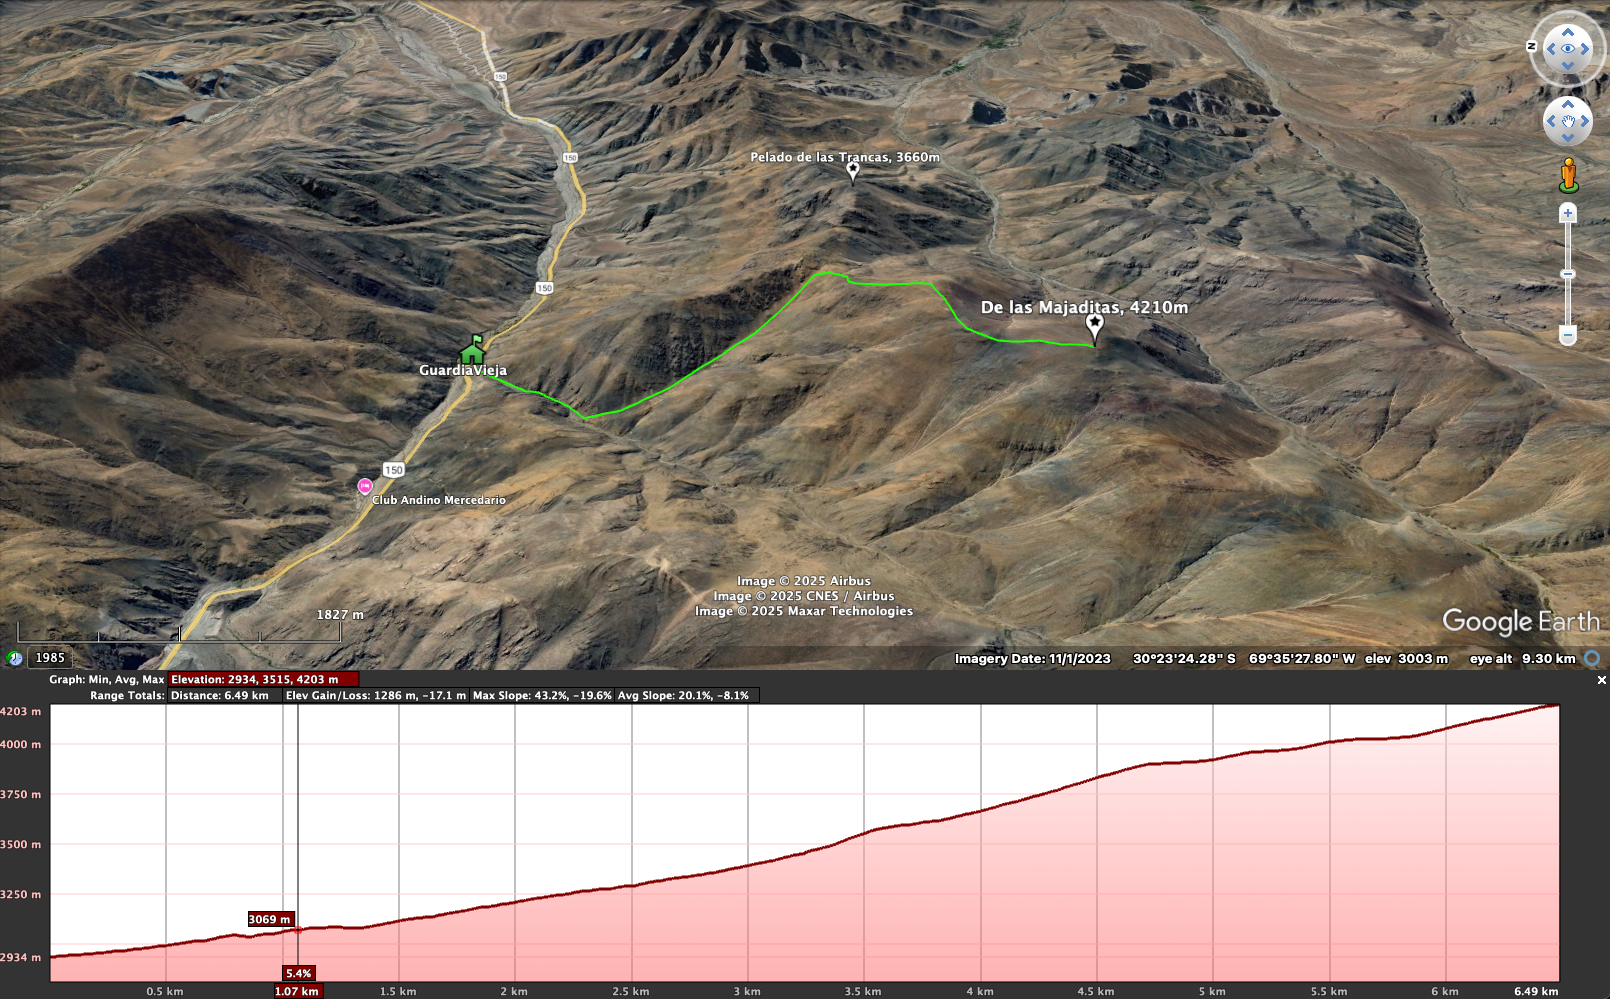 N
150
150
Pelado de las Trancas, 3660m
150
De las Majaditas, 4210m
GuardiaVieja
150
Club Andino Mercedario
Image © 2025 Airbus
Image © 2025 CNES / Airbus
Image © 2025 Maxar Technologies
1827 m
Google Earth
1985
Imagery Date: 11/1/2023 30°23'24.28" S 69°35'27.80" W elev 3003 m eye alt 9.30 km
Graph: Min, Avg, Max Elevation: 2934, 3515, 4203 m
Range Totals: Distance: 6.49 km Elev Gain/Loss: 1286 m, -17.1 m Max Slope: 43.2%, -19.6% Avg Slope: 20.1%, -8.1%
4203 m
4000 m
3750 m
3500 m
3250 m
3069 m
2934 m
5.4%
0.5 km 1.07 km 1.5 km 2 km 2.5 km 3 km 3.5 km 4 km 4.5 km 5 km 5.5 km 6 km 6.49 km